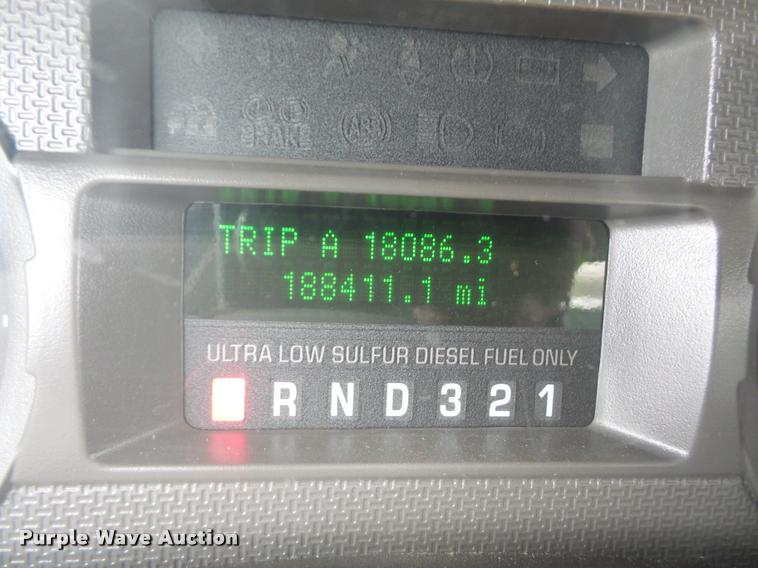 BRAKE
ABS
TRIP A 18086.3
188411.1 mi
ULTRA LOW SULFUR DIESEL FUEL ONLY
R N D 3 2 1
Purple Wave Auction